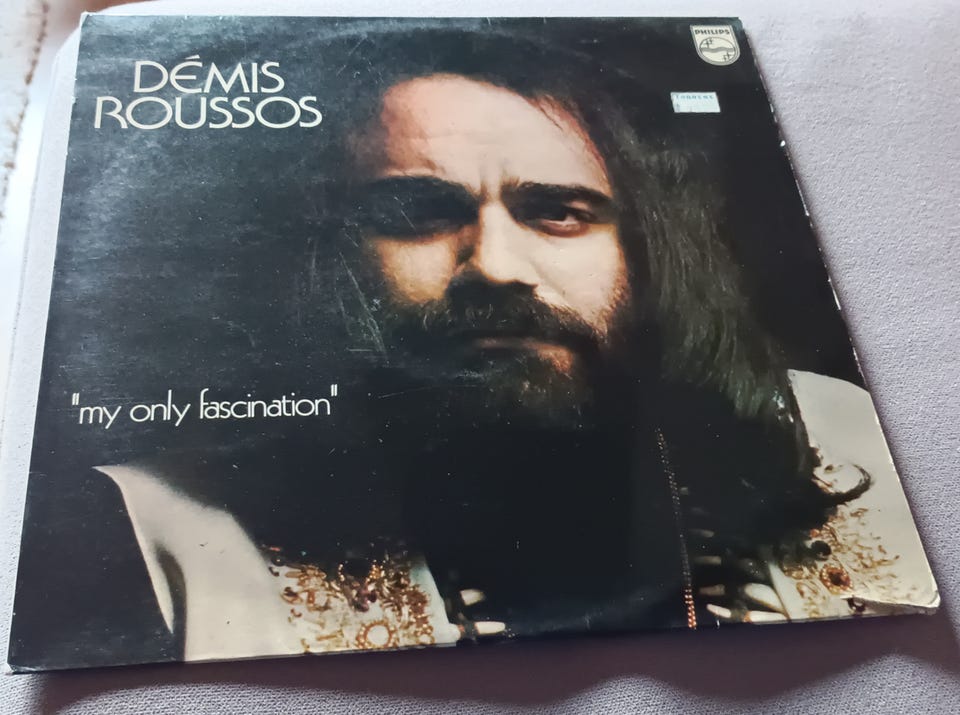 PHILIPS
DÉMIS
ROUSSOS
"my only fascination"